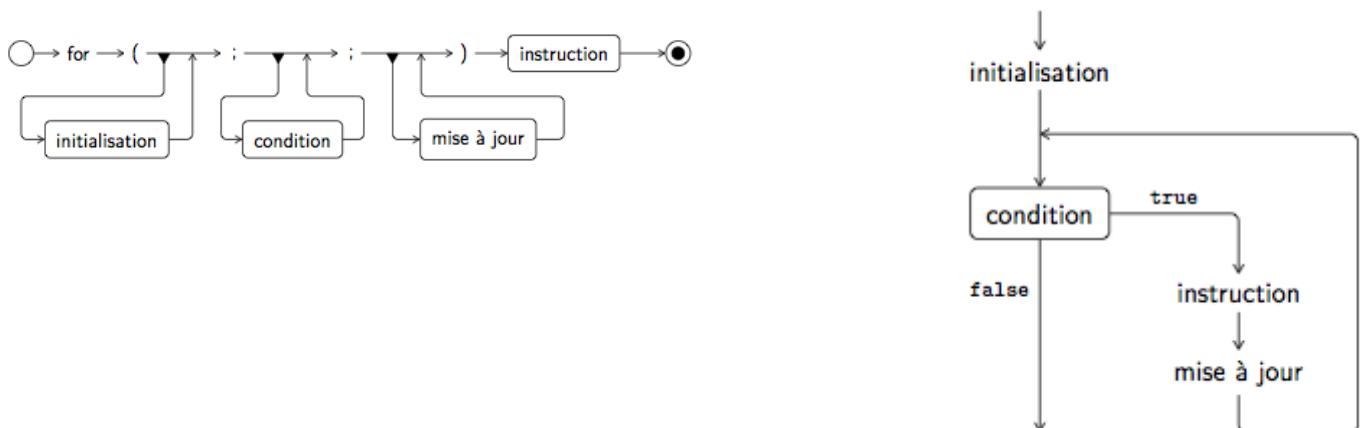 for ( ; ; ) instruction
initialisation condition mise à jour
initialisation
condition
true
false
instruction
mise à jour